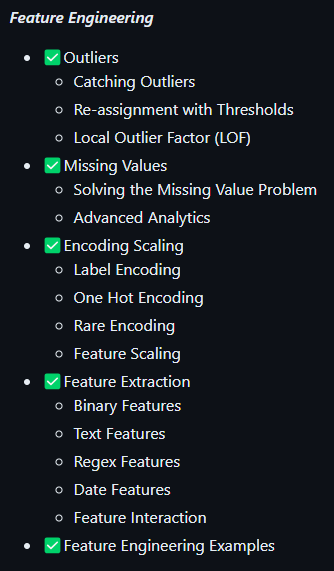 Feature Engineering
✅ Outliers
Catching Outliers
Re-assignment with Thresholds
Local Outlier Factor (LOF)
✅ Missing Values
Solving the Missing Value Problem
Advanced Analytics
✅ Encoding Scaling
Label Encoding
One Hot Encoding
Rare Encoding
Feature Scaling
✅ Feature Extraction
Binary Features
Text Features
Regex Features
Date Features
Feature Interaction
✅ Feature Engineering Examples